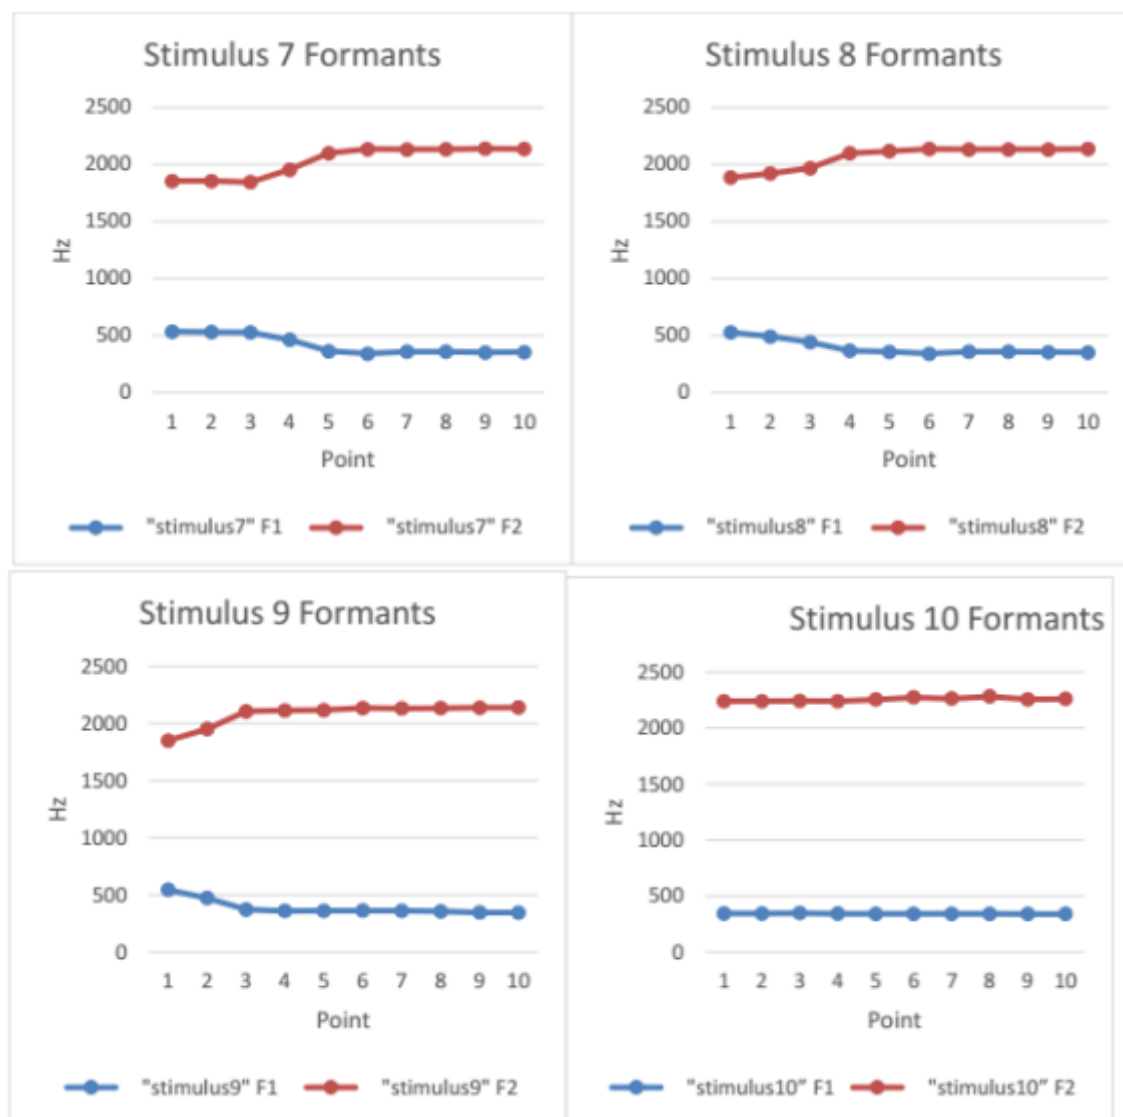 Stimulus 7 Formants
2500
2000
1500
1000
500
0
Hz
1 2 3 4 5 6 7 8 9 10
Point
"stimulus7" F1 "stimulus7" F2
Stimulus 8 Formants
2500
2000
1500
1000
500
0
Hz
1 2 3 4 5 6 7 8 9 10
Point
"stimulus8" F1 "stimulus8" F2
Stimulus 9 Formants
2500
2000
1500
1000
500
0
Hz
1 2 3 4 5 6 7 8 9 10
Point
"stimulus9" F1 "stimulus9" F2
Stimulus 10 Formants
2500
2000
1500
1000
500
0
Hz
1 2 3 4 5 6 7 8 9 10
Point
"stimulus10" F1 "stimulus10" F2